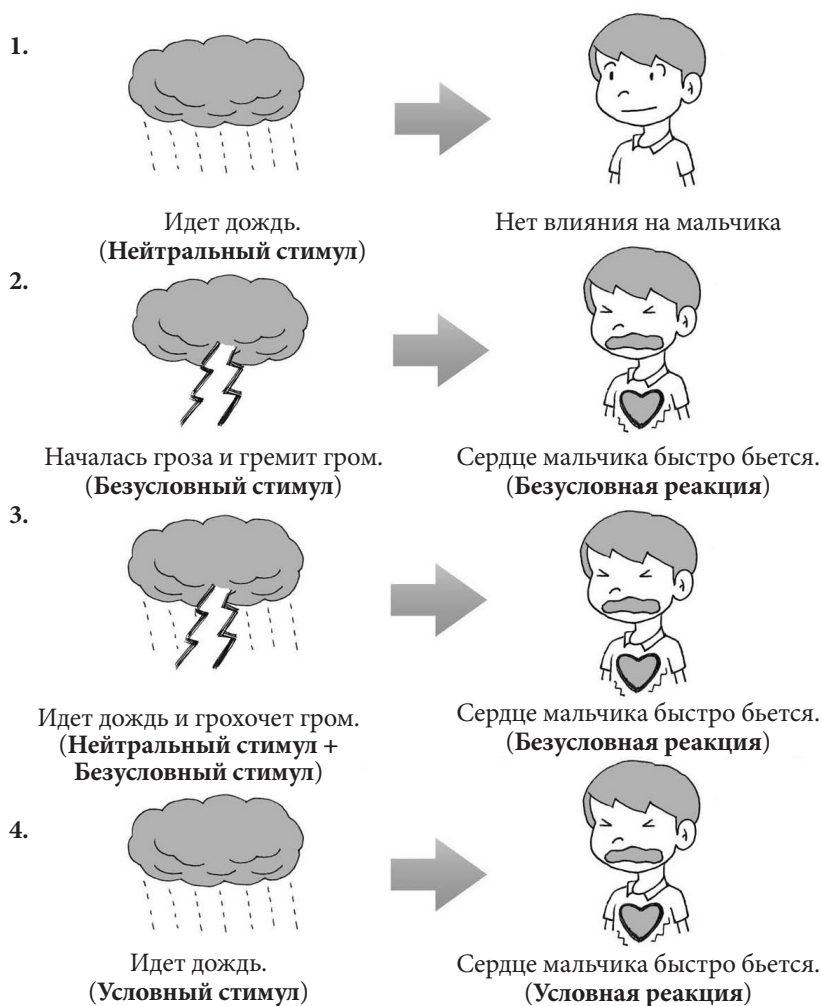 1.
Идет дождь.
(Нейтральный стимул)
Нет влияния на мальчика
2.
Началась гроза и гремит гром.
(Безусловный стимул)
Сердце мальчика быстро бьется.
(Безусловная реакция)
3.
Идет дождь и грохочет гром.
(Нейтральный стимул +
Безусловный стимул)
Сердце мальчика быстро бьется.
(Безусловная реакция)
4.
Идет дождь.
(Условный стимул)
Сердце мальчика быстро бьется.
(Условная реакция)